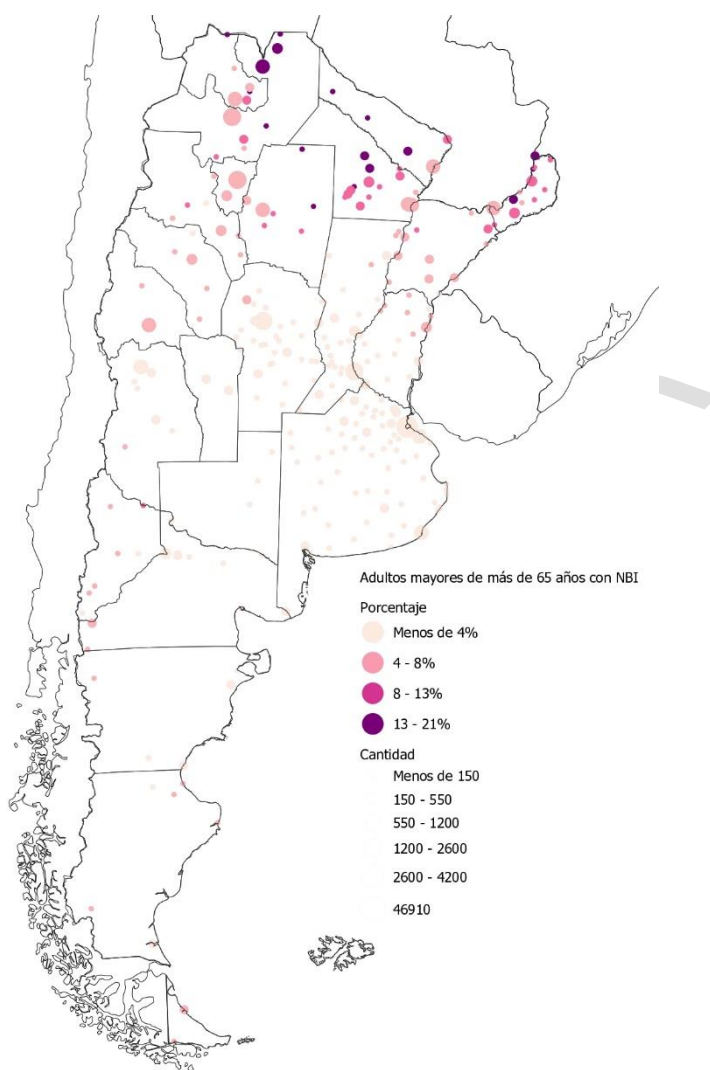 Adultos mayores de más de 65 años con NBI
Porcentaje
Menos de 4%
4 - 8%
8 - 13%
13 - 21%
Cantidad
Menos de 150
150 - 550
550 - 1200
1200 - 2600
2600 - 4200
46910